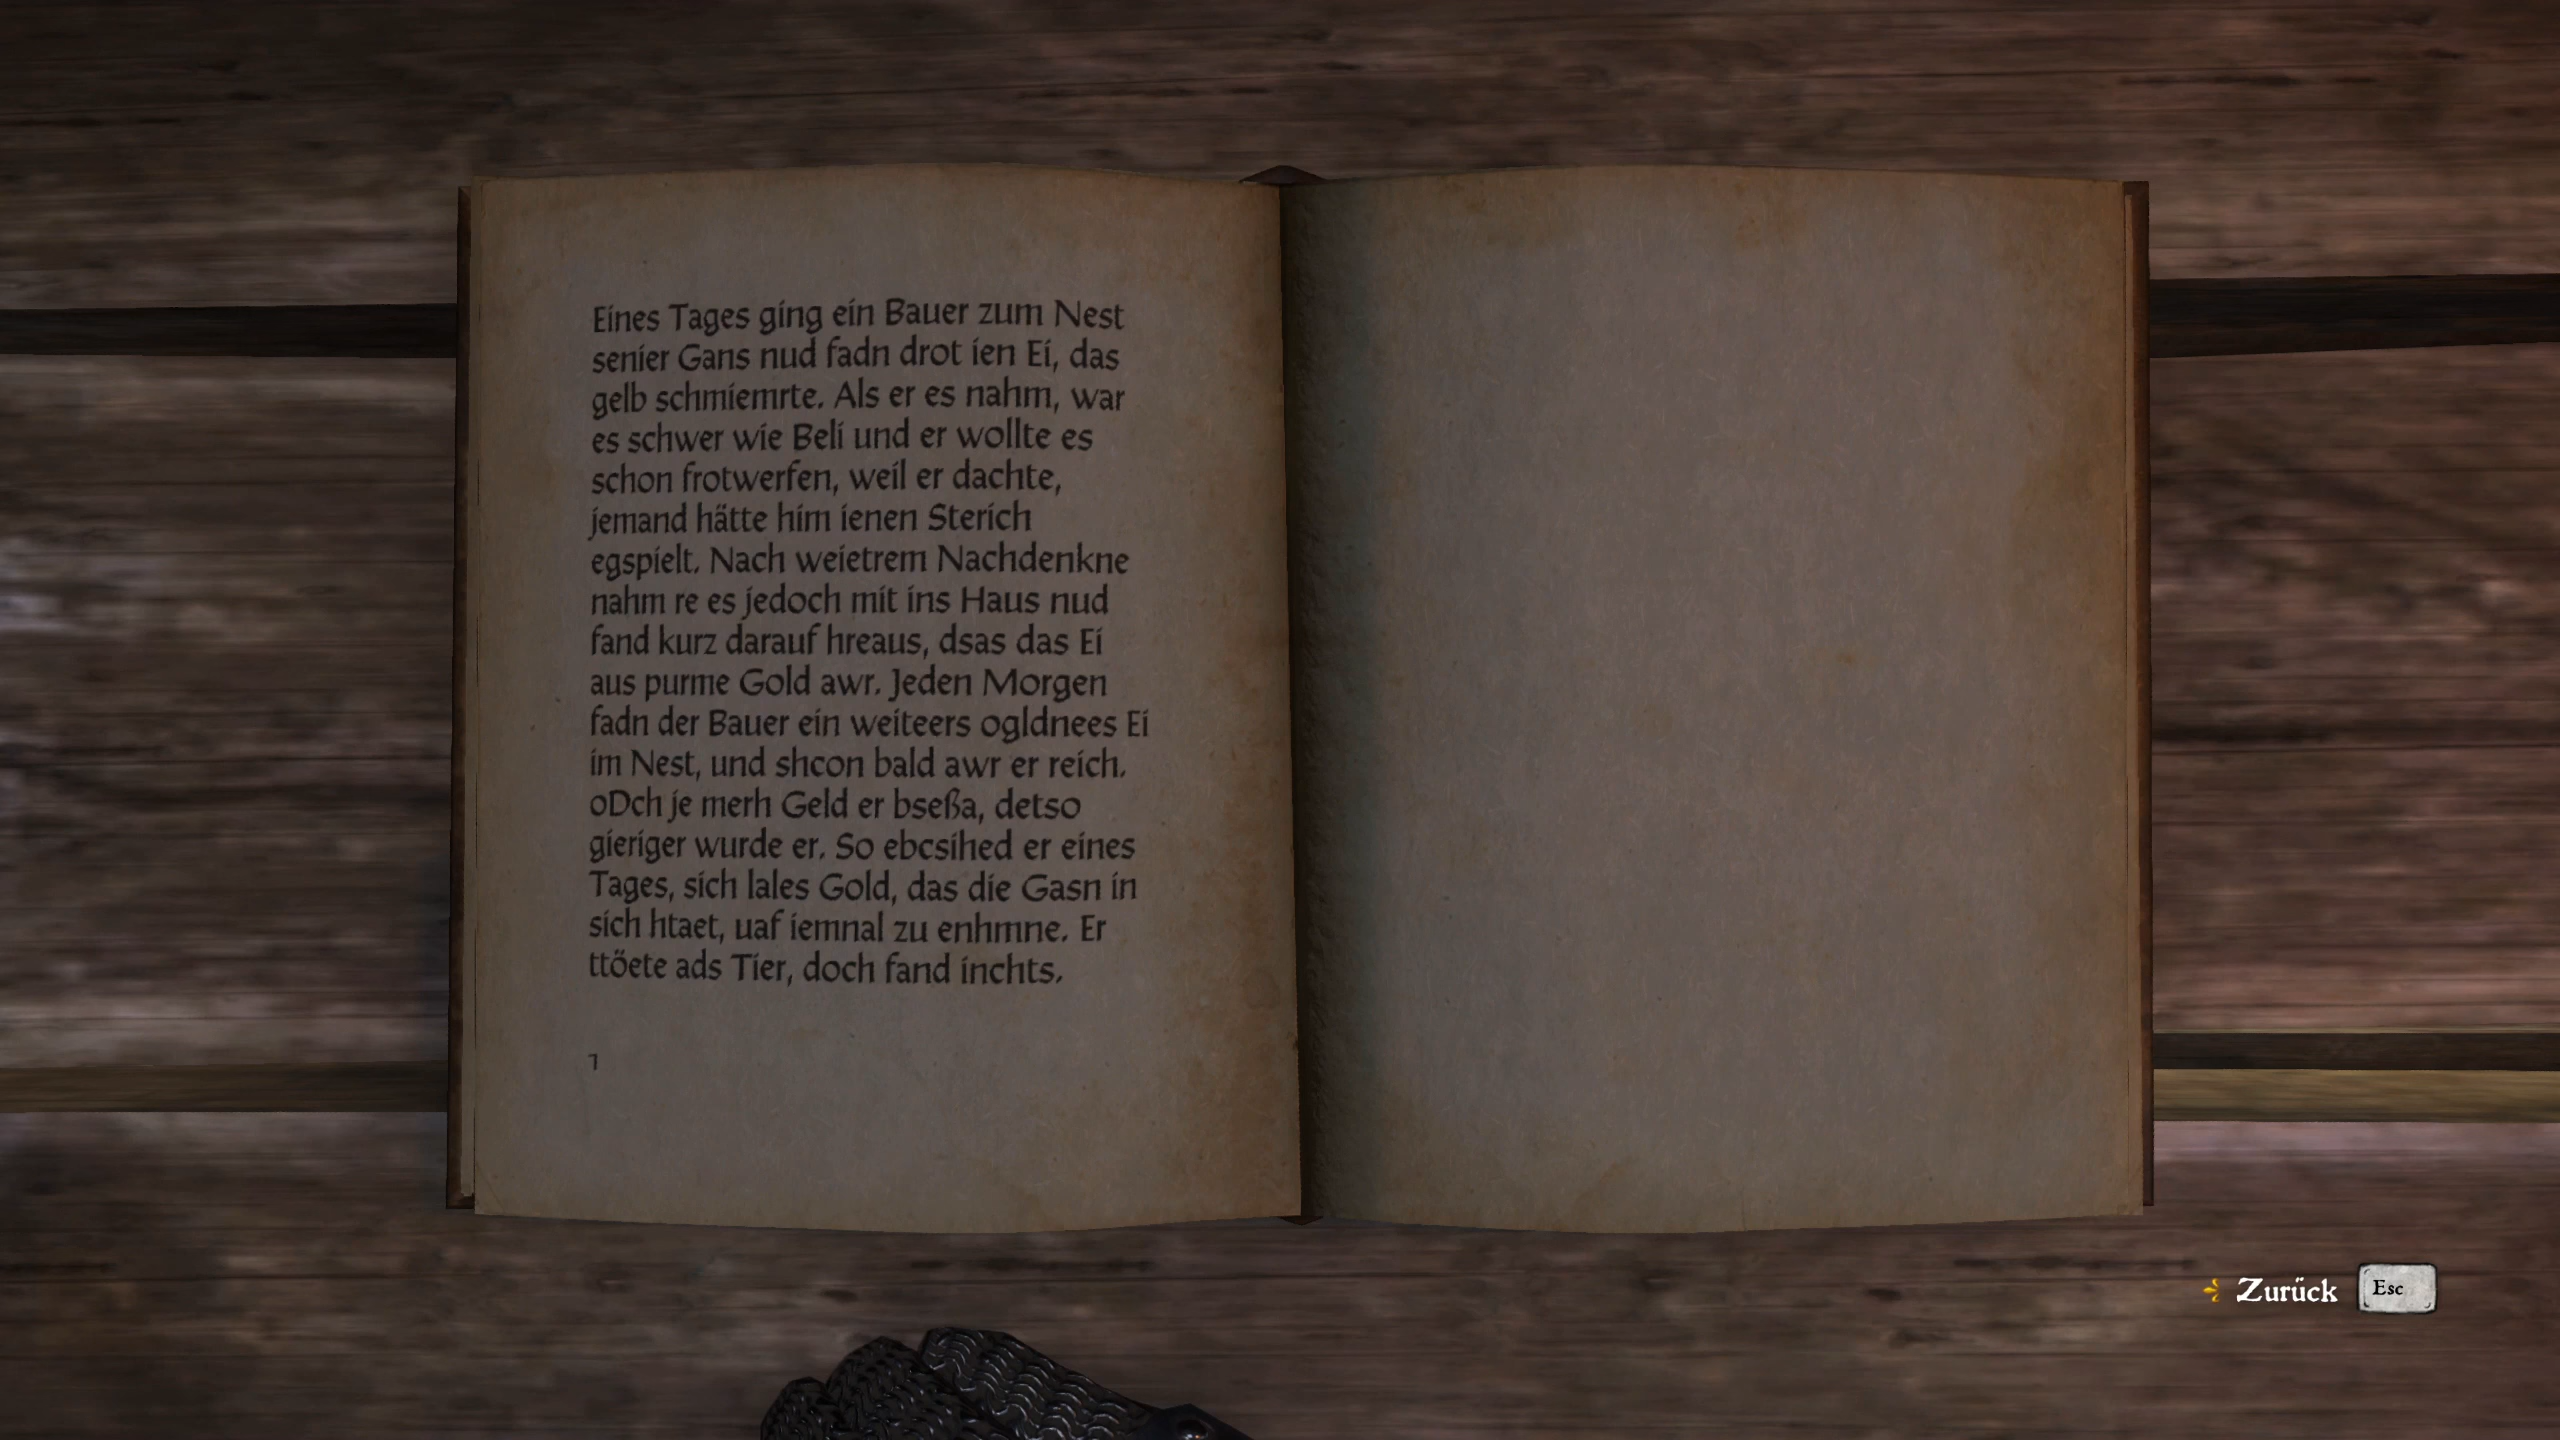 Eines Tages ging ein Bauer zum Nest
senier Gans nud fadn drot ien Ei, das
gelb schmiemrte. Als er es nahm, war
es schwer wie Beli und er wollte es
schon frotwerfen, weil er dachte,
jemand hätte him ienen Sterich
egspielt. Nach weietrem Nachdenkne
nahm re es jedoch mit ins Haus nud
fand kurz darauf hreaus, dsas das Ei
aus purme Gold awr. Jeden Morgen
fadn der Bauer ein weiteers ogldnees Ei
im Nest, und shcon bald awr er reich.
oDch je merh Geld er bseßa, detso
gieriger wurde er. So ebcsihed er eines
Tages, sich lales Gold, das die Gasn in
sich htaet, uaf iemnal zu enhmne. Er
ttöete ads Tier, doch fand inchts.
1
Zurück Esc